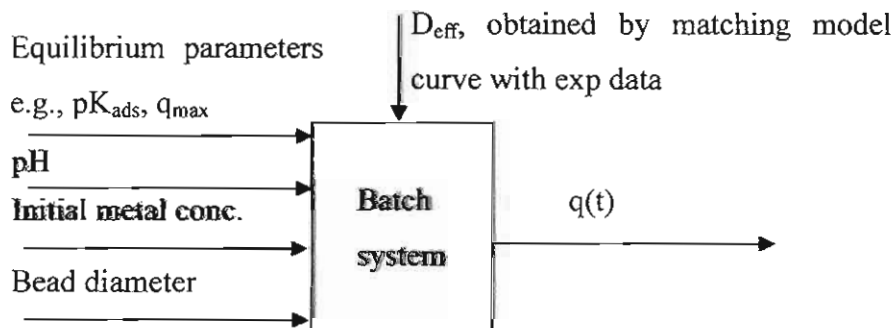 Equilibrium parameters
e.g., pKads, qmax
pH
Initial metal conc.
Bead diameter
Deff, obtained by matching model
curve with exp data
Batch
system
q(t)